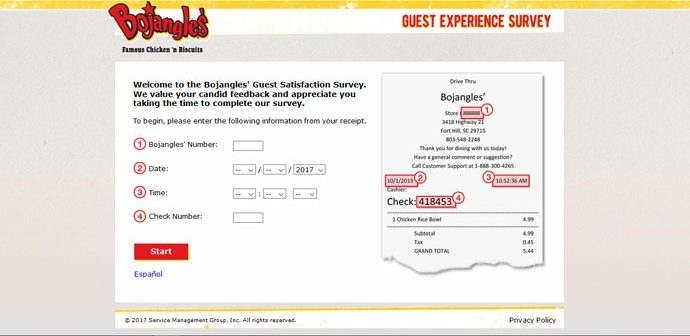 Bojangles'
Famous Chicken 'n Biscuits
GUEST EXPERIENCE SURVEY
Welcome to the Bojangles' Guest Satisfaction Survey.
We value your candid feedback and appreciate you
taking the time to complete our survey.
To begin, please enter the following information from your receipt.
1 Bojangles' Number:
2 Date: -- / -- / 2017
3 Time: -- : -- --
4 Check Number:
Start
Español
Drive Thru
Bojangles'
Store 888888 1
3418 Highway 21
Fort Hill, SC 29715
803-548-2248
Thank you for dining with us today!
Have a general comment or suggestion?
Call Customer Support at 1-888-300-4265
10/1/2013 2 3 10:52:36 AM
Cashier:
Check: 418453 4
1 Chicken Rice Bowl 4.99
Subtotal 4.99
Tax 0.45
GRAND TOTAL 5.44
© 2017 Service Management Group, Inc. All rights reserved.
Privacy Policy